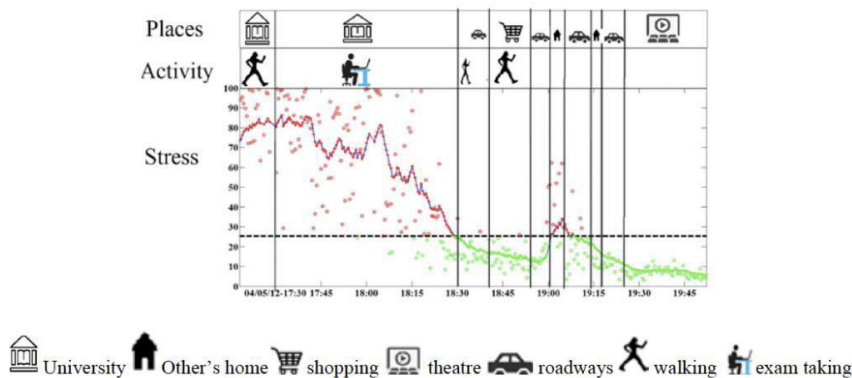 Places
Activity
Stress
100
90
80
70
60
50
40
30
20
10
0
04/05/12-17:30 17:45 18:00 18:15 18:30 18:45 19:00 19:15 19:30 19:45
University Other's home shopping theatre roadways walking exam taking